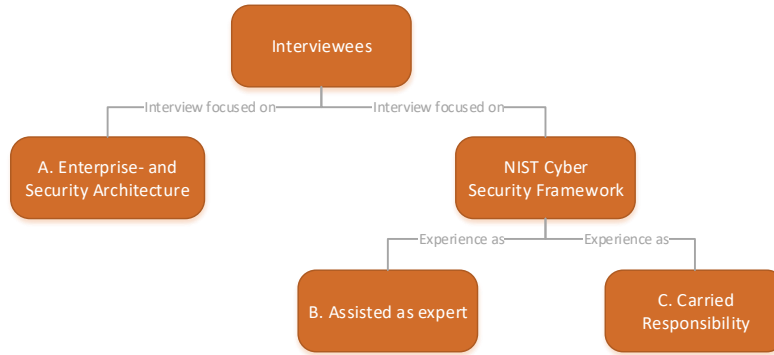 Interviewees
Interview focused on
Interview focused on
A. Enterprise- and
Security Architecture
NIST Cyber
Security Framework
Experience as
Experience as
B. Assisted as expert
C. Carried
Responsibility